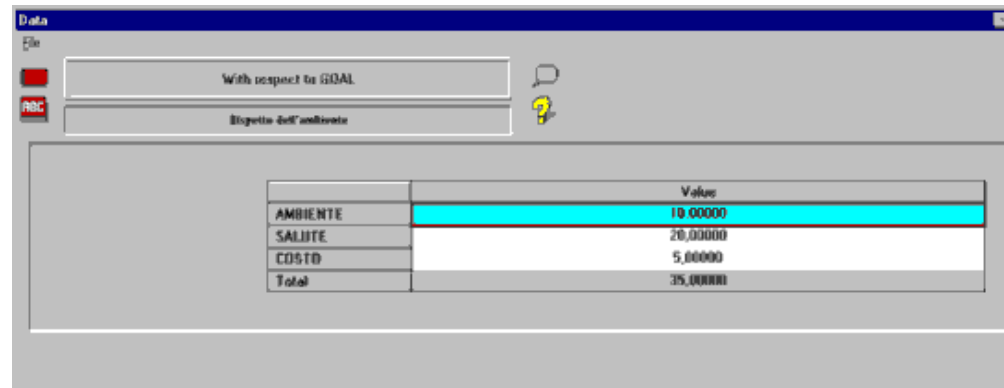 Data
File
With respect to GOAL
ABC
Rispetto dell'ambiente
Value
AMBIENTE 10,00000
SALUTE 20,00000
COSTO 5,00000
Total 35,00000